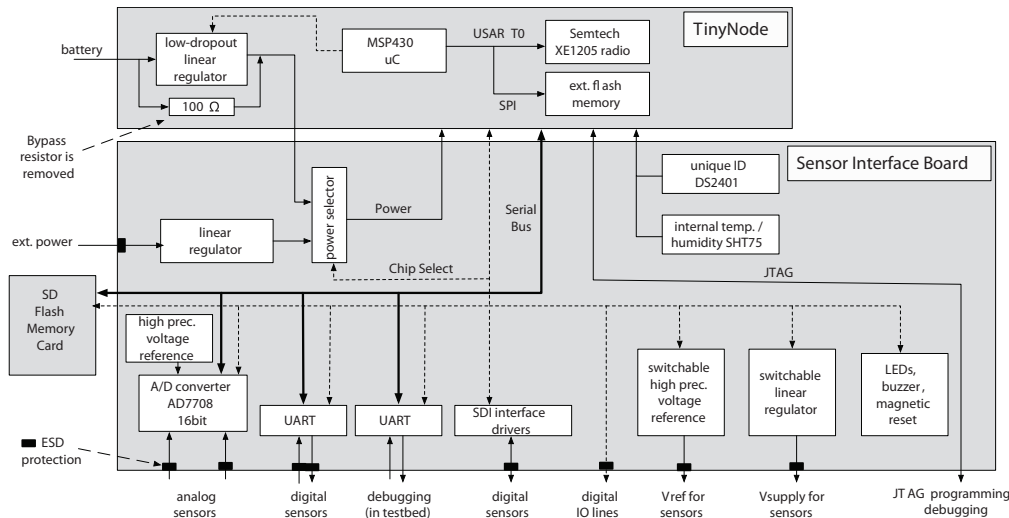 TinyNode
battery
low-dropout
linear
regulator
100 Ω
MSP430
uC
USAR T0
SPI
Semtech
XE1205 radio
ext. flash
memory
Bypass
resistor is
removed
Sensor Interface Board
unique ID
DS2401
internal temp. /
humidity SHT75
power selector
Power
Serial
Bus
ext. power
linear
regulator
Chip Select
JTAG
SD
Flash
Memory
Card
high prec.
voltage
reference
A/D converter
AD7708
16bit
UART
UART
SDI interface
drivers
switchable
high prec.
voltage
reference
switchable
linear
regulator
LEDs,
buzzer,
magnetic
reset
ESD
protection
analog
sensors
digital
sensors
debugging
(in testbed)
digital
sensors
digital
IO lines
Vref for
sensors
Vsupply for
sensors
JT AG programming
debugging